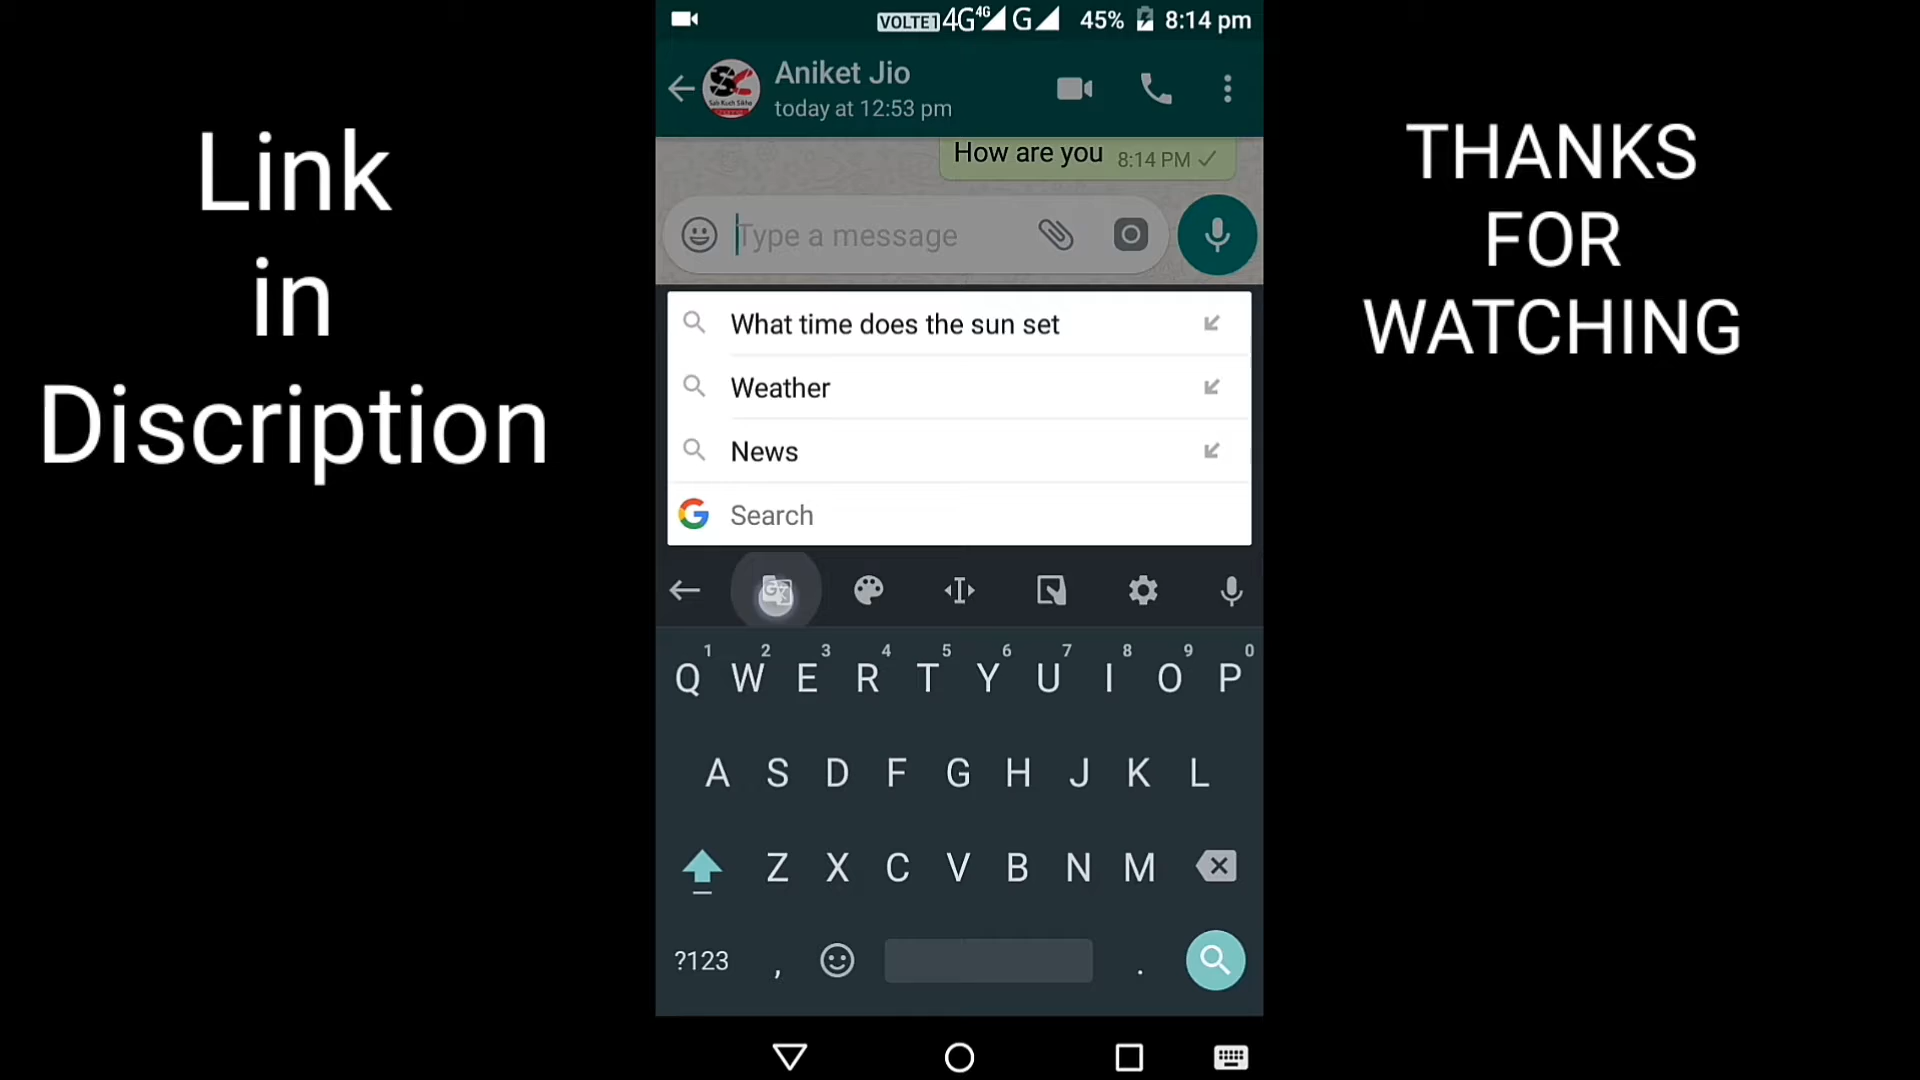 Link
in
Discription
VOLTE1 4G 4G G 45% 8:14 pm
Aniket Jio
today at 12:53 pm
How are you 8:14 PM
Type a message
What time does the sun set
Weather
News
G Search
1 2 3 4 5 6 7 8 9 0
Q W E R T Y U I O P
A S D F G H J K L
Z X C V B N M
?123 , .
THANKS
FOR
WATCHING